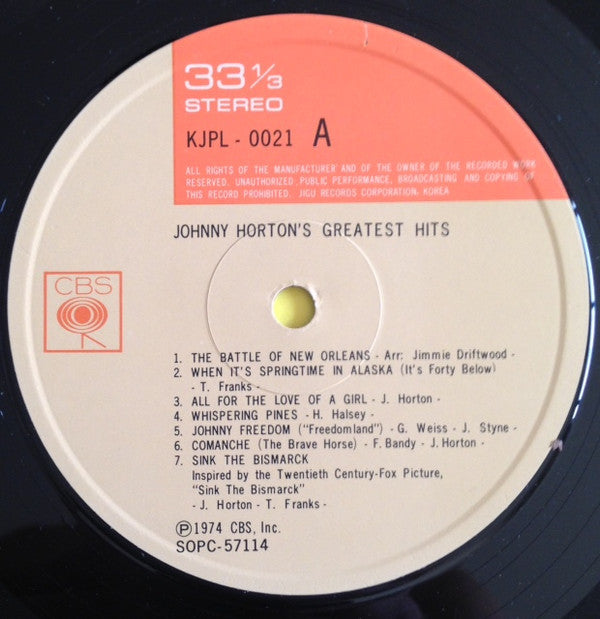 33 1/3
STEREO
KJPL - 0021 A
ALL RIGHTS OF THE MANUFACTURER AND OF THE OWNER OF THE RECORDED WORK
RESERVED. UNAUTHORIZED PUBLIC PERFORMANCE, BROADCASTING AND COPYING OF
THIS RECORD PROHIBITED. JIGU RECORDS CORPORATION, KOREA
JOHNNY HORTON'S GREATEST HITS
CBS
1. THE BATTLE OF NEW ORLEANS - Arr: Jimmie Driftwood -
2. WHEN IT'S SPRINGTIME IN ALASKA (It's Forty Below)
- T. Franks -
3. ALL FOR THE LOVE OF A GIRL - J. Horton -
4. WHISPERING PINES - H. Halsey -
5. JOHNNY FREEDOM ("Freedomland") - G. Weiss - J. Styne -
6. COMANCHE (The Brave Horse) - F. Bandy - J. Horton -
7. SINK THE BISMARCK
Inspired by the Twentieth Century-Fox Picture,
"Sink The Bismarck"
- J. Horton - T. Franks -
℗1974 CBS, Inc.
SOPC-57114